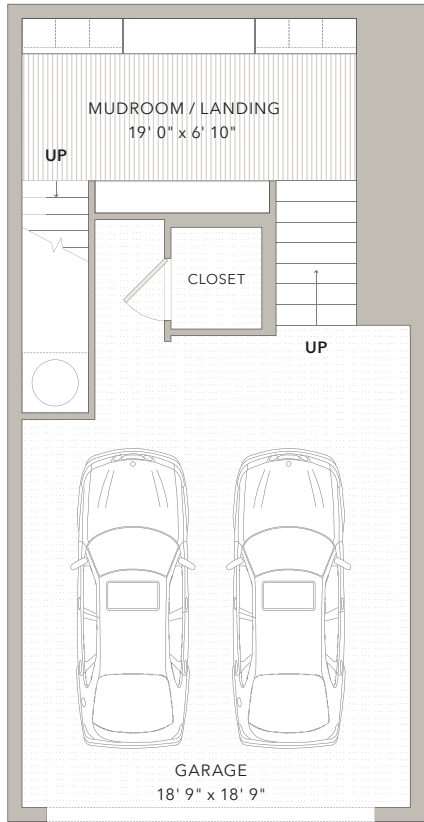 MUDROOM / LANDING
19' 0" x 6' 10"
UP
CLOSET
UP
GARAGE
18' 9" x 18' 9"